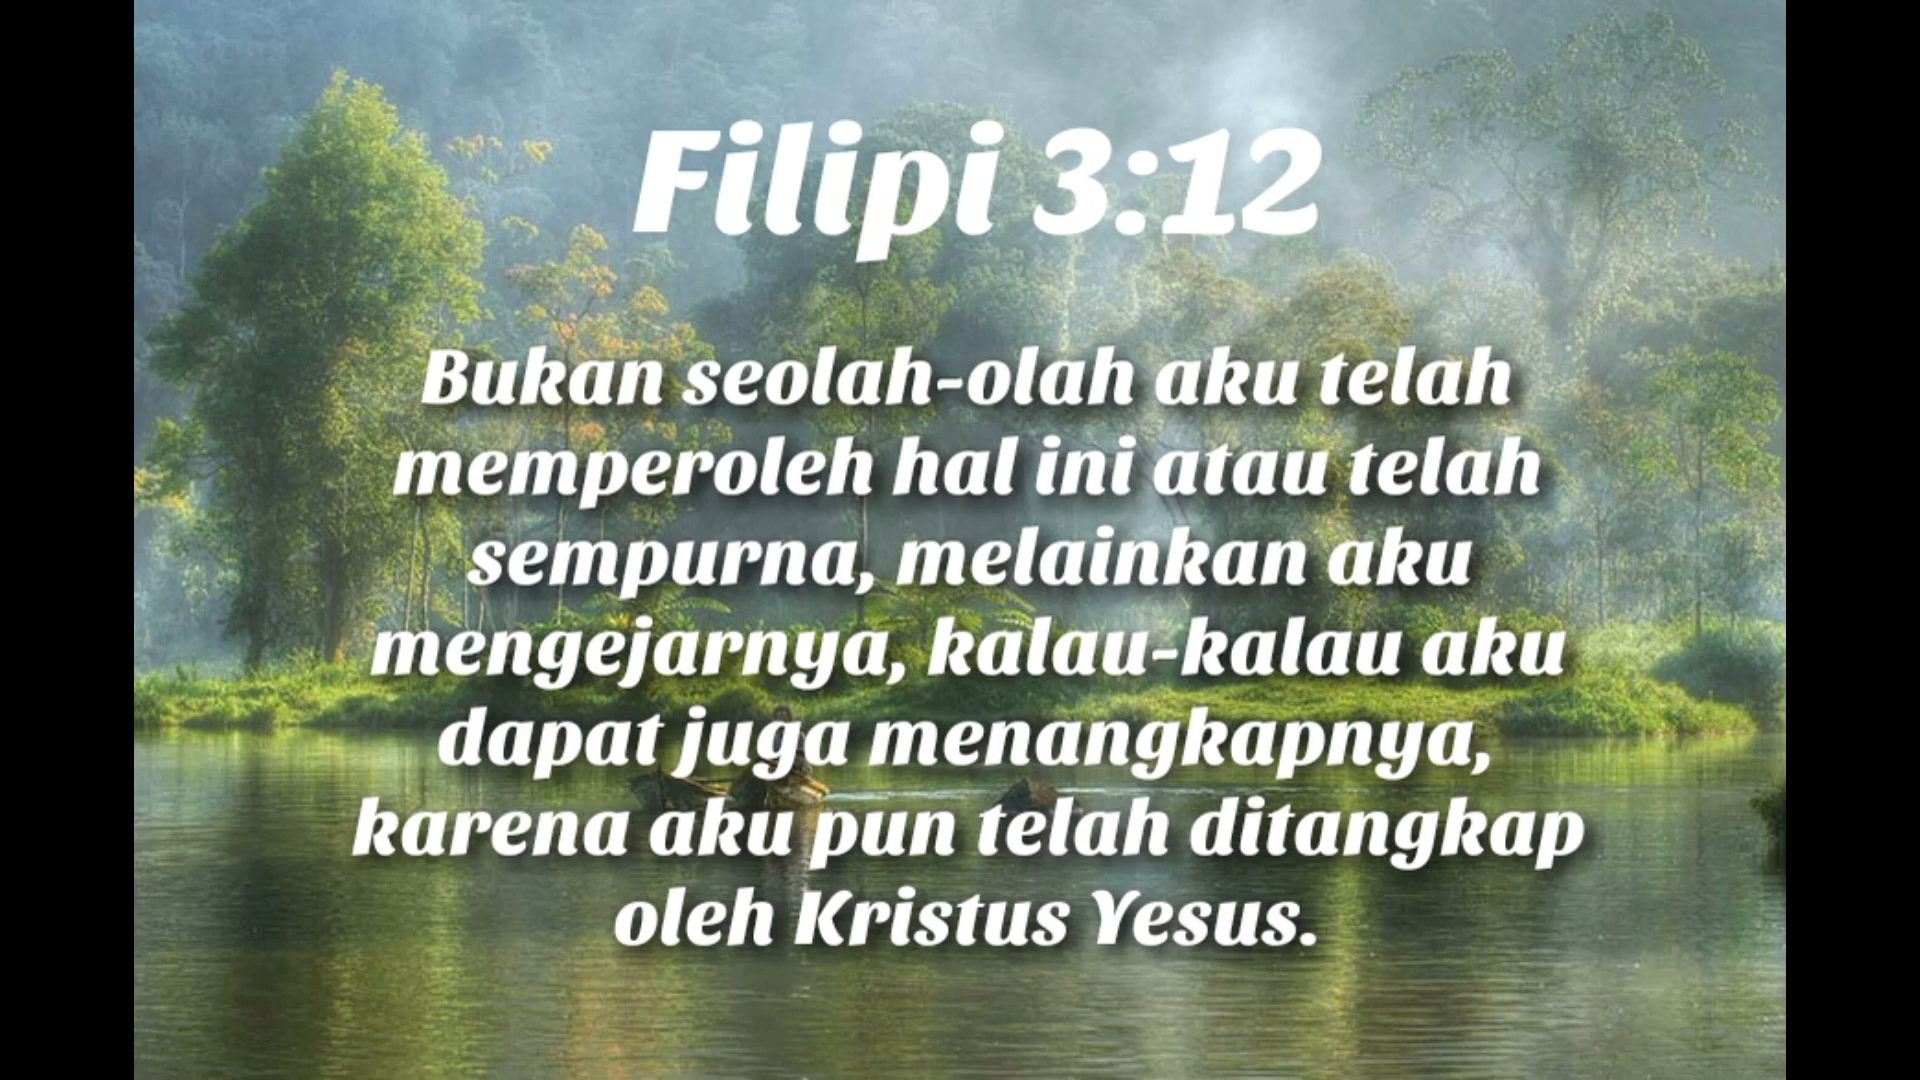 Filipi 3:12
Bukan seolah-olah aku telah
memperoleh hal ini atau telah
sempurna, melainkan aku
mengejarnya, kalau-kalau aku
dapat juga menangkapnya,
karena aku pun telah ditangkap
oleh Kristus Yesus.